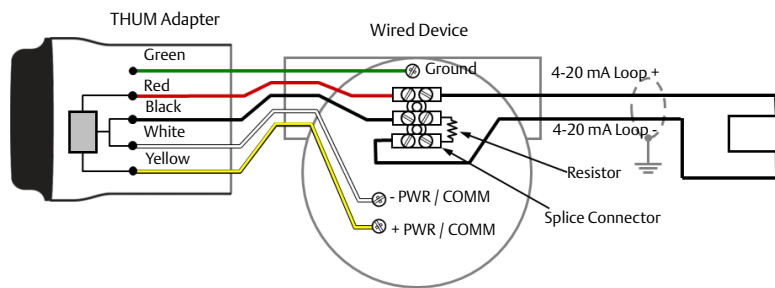 THUM Adapter
Wired Device
Green
Ground
4-20 mA Loop +
Red
Black
White
4-20 mA Loop -
Yellow
Resistor
- PWR / COMM
Splice Connector
+ PWR / COMM